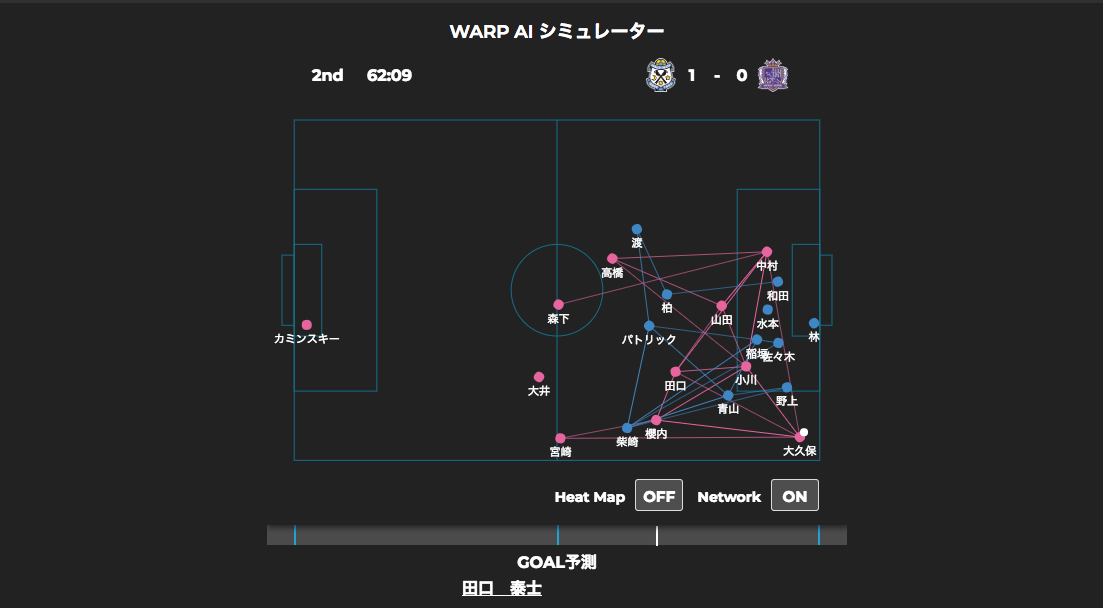 WARP AI シミュレーター
2nd 62:09 1 - 0
渡
高橋
中村
和田
柏
森下
山田
水本
カミンスキー
パトリック
林
稲垣
佐々木
大井
田口
小川
野上
青山
柴崎
櫻内
宮崎
大久保
Heat Map OFF Network ON
GOAL予測
田口　泰士